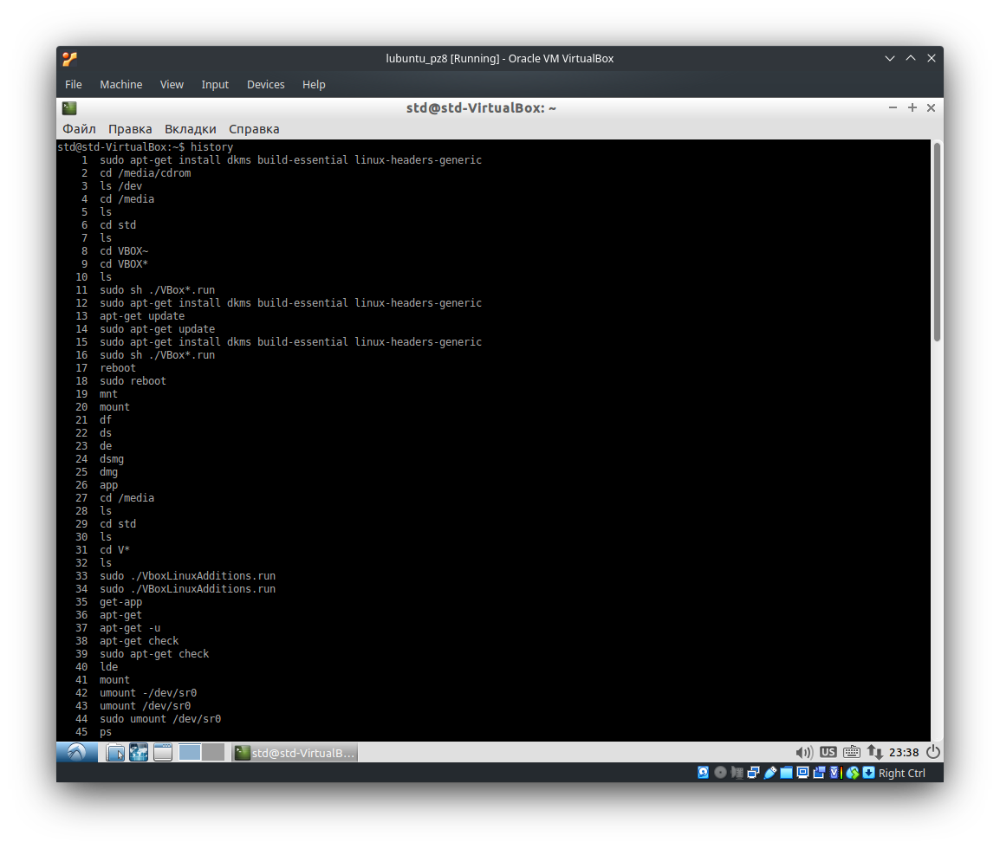 lubuntu_pz8 [Running] - Oracle VM VirtualBox
File Machine View Input Devices Help
std@std-VirtualBox: ~
Файл Правка Вкладки Справка
std@std-VirtualBox:~$ history
1 sudo apt-get install dkms build-essential linux-headers-generic
2 cd /media/cdrom
3 ls /dev
4 cd /media
5 ls
6 cd std
7 ls
8 cd VBOX~
9 cd VBOX*
10 ls
11 sudo sh ./VBox*.run
12 sudo apt-get install dkms build-essential linux-headers-generic
13 apt-get update
14 sudo apt-get update
15 sudo apt-get install dkms build-essential linux-headers-generic
16 sudo sh ./VBox*.run
17 reboot
18 sudo reboot
19 mnt
20 mount
21 df
22 ds
23 de
24 dsmg
25 dmg
26 app
27 cd /media
28 ls
29 cd std
30 ls
31 cd V*
32 ls
33 sudo ./VboxLinuxAdditions.run
34 sudo ./VBoxLinuxAdditions.run
35 get-app
36 apt-get
37 apt-get -u
38 apt-get check
39 sudo apt-get check
40 lde
41 mount
42 umount -/dev/sr0
43 umount /dev/sr0
44 sudo umount /dev/sr0
45 ps
std@std-VirtualB... US 23:38
Right Ctrl